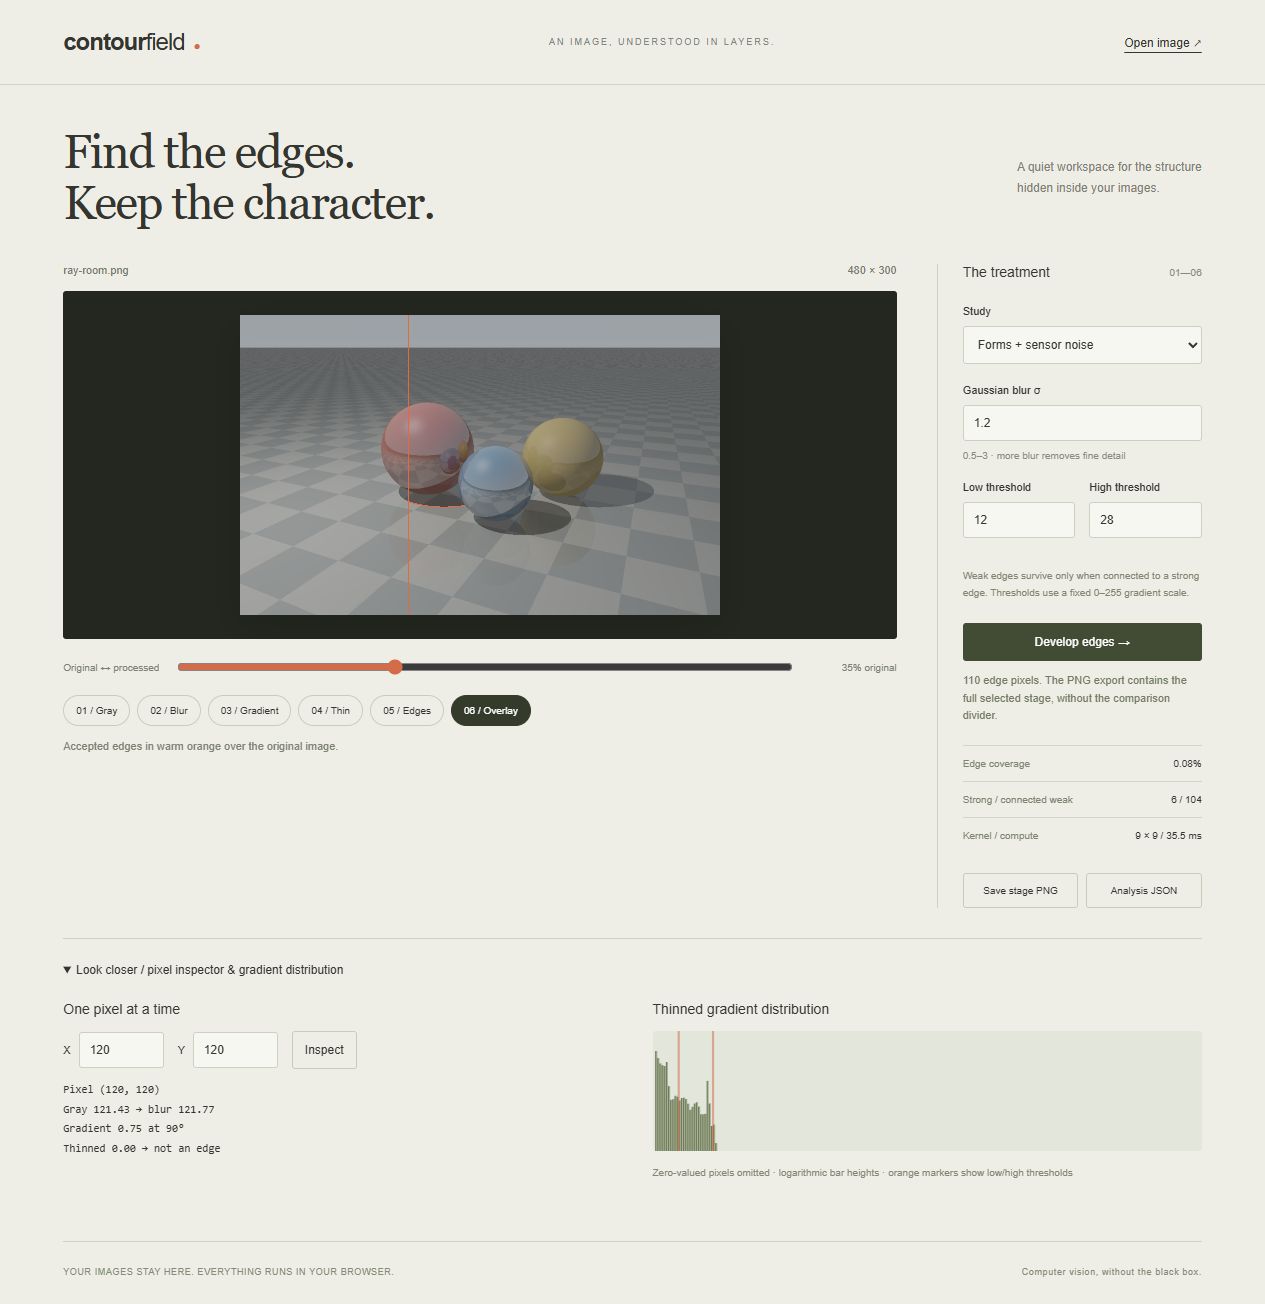 contourfield
AN IMAGE, UNDERSTOOD IN LAYERS.
Open image ↗
Find the edges.
Keep the character.
A quiet workspace for the structure
hidden inside your images.
ray-room.png
480 × 300
Original ↔ processed
35% original
01 / Gray
02 / Blur
03 / Gradient
04 / Thin
05 / Edges
06 / Overlay
Accepted edges in warm orange over the original image.
The treatment
01—06
Study
Forms + sensor noise
Gaussian blur σ
1.2
0.5–3 · more blur removes fine detail
Low threshold
High threshold
12
28
Weak edges survive only when connected to a strong
edge. Thresholds use a fixed 0–255 gradient scale.
Develop edges →
110 edge pixels. The PNG export contains the
full selected stage, without the comparison
divider.
Edge coverage
0.08%
Strong / connected weak
6 / 104
Kernel / compute
9 × 9 / 35.5 ms
Save stage PNG
Analysis JSON
▼ Look closer / pixel inspector & gradient distribution
One pixel at a time
X
120
Y
120
Inspect
Pixel (120, 120)
Gray 121.43 → blur 121.77
Gradient 0.75 at 90°
Thinned 0.00 → not an edge
Thinned gradient distribution
Zero-valued pixels omitted · logarithmic bar heights · orange markers show low/high thresholds
YOUR IMAGES STAY HERE. EVERYTHING RUNS IN YOUR BROWSER.
Computer vision, without the black box.